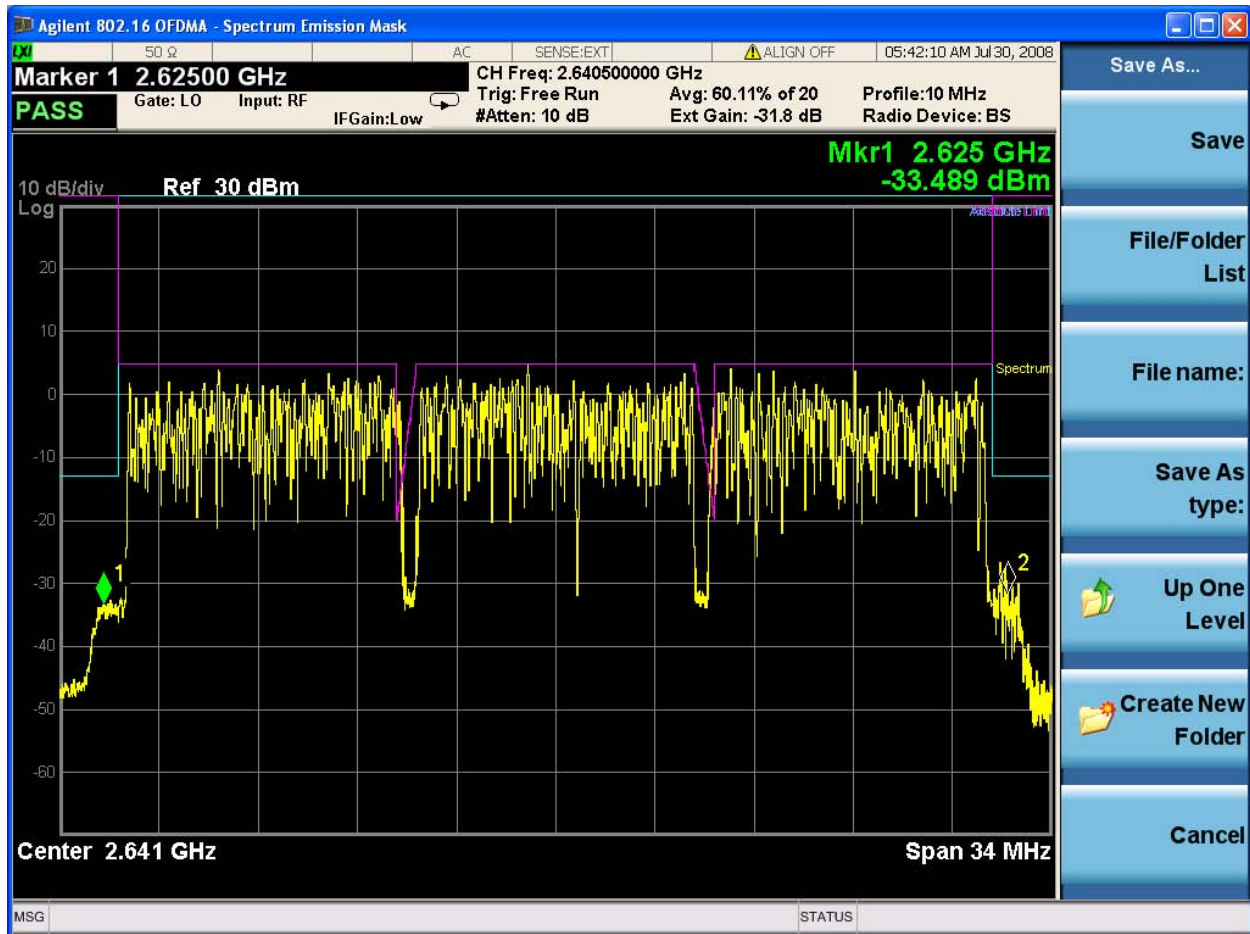 Agilent 802.16 OFDMA - Spectrum Emission Mask
LXI 50 Ω AC SENSE:EXT ALIGN OFF 05:42:10 AM Jul 30, 2008
Marker 1 2.62500 GHz
PASS
Gate: LO Input: RF
IFGain:Low
CH Freq: 2.640500000 GHz
Trig: Free Run Avg: 60.11% of 20 Profile:10 MHz
#Atten: 10 dB Ext Gain: -31.8 dB Radio Device: BS
Mkr1 2.625 GHz
-33.489 dBm
10 dB/div Ref 30 dBm
Log
20
10
0
-10
-20
-30
-40
-50
-60
Spectrum
1
2
Center 2.641 GHz Span 34 MHz
MSG STATUS
Save As...
Save
File/Folder
List
File name:
Save As
type:
Up One
Level
Create New
Folder
Cancel